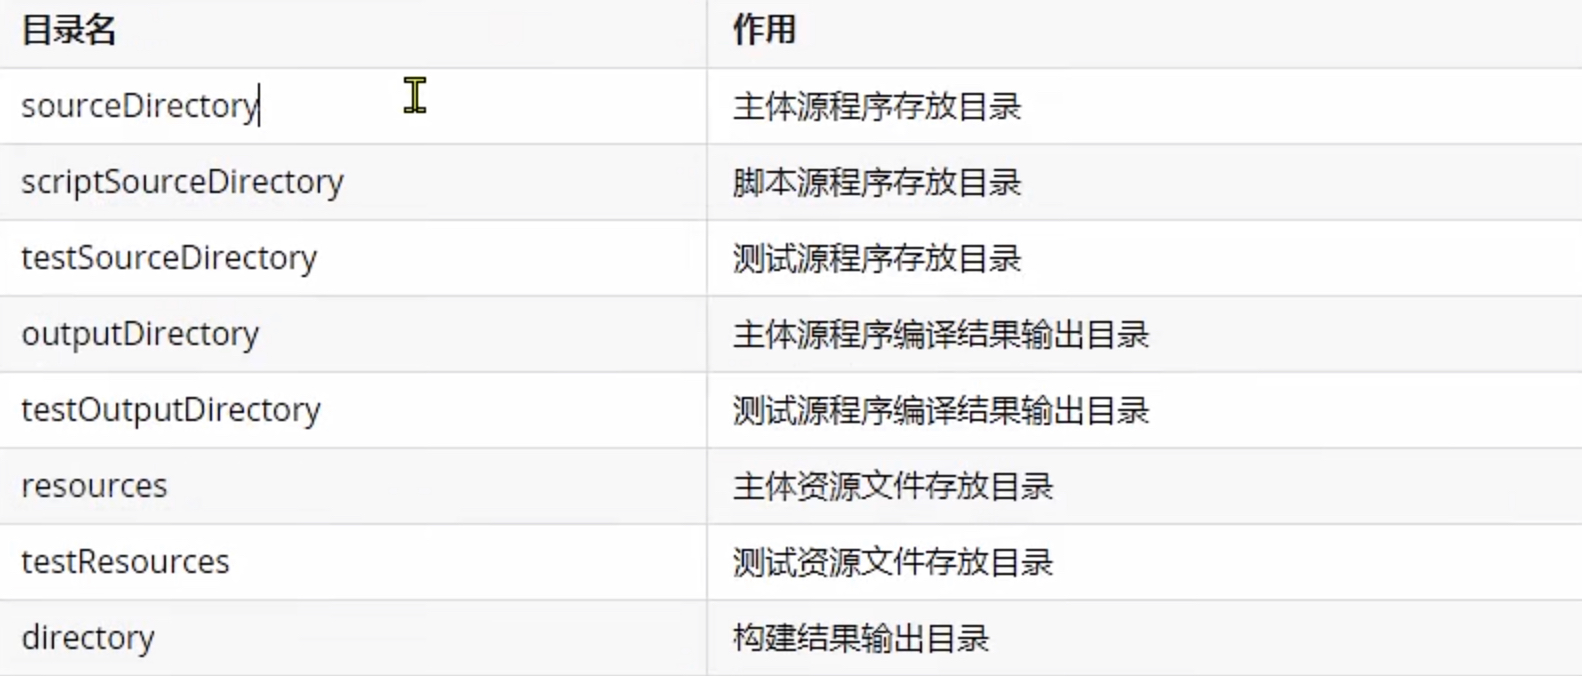 目录名 作用
sourceDirectory 主体源程序存放目录
scriptSourceDirectory 脚本源程序存放目录
testSourceDirectory 测试源程序存放目录
outputDirectory 主体源程序编译结果输出目录
testOutputDirectory 测试源程序编译结果输出目录
resources 主体资源文件存放目录
testResources 测试资源文件存放目录
directory 构建结果输出目录